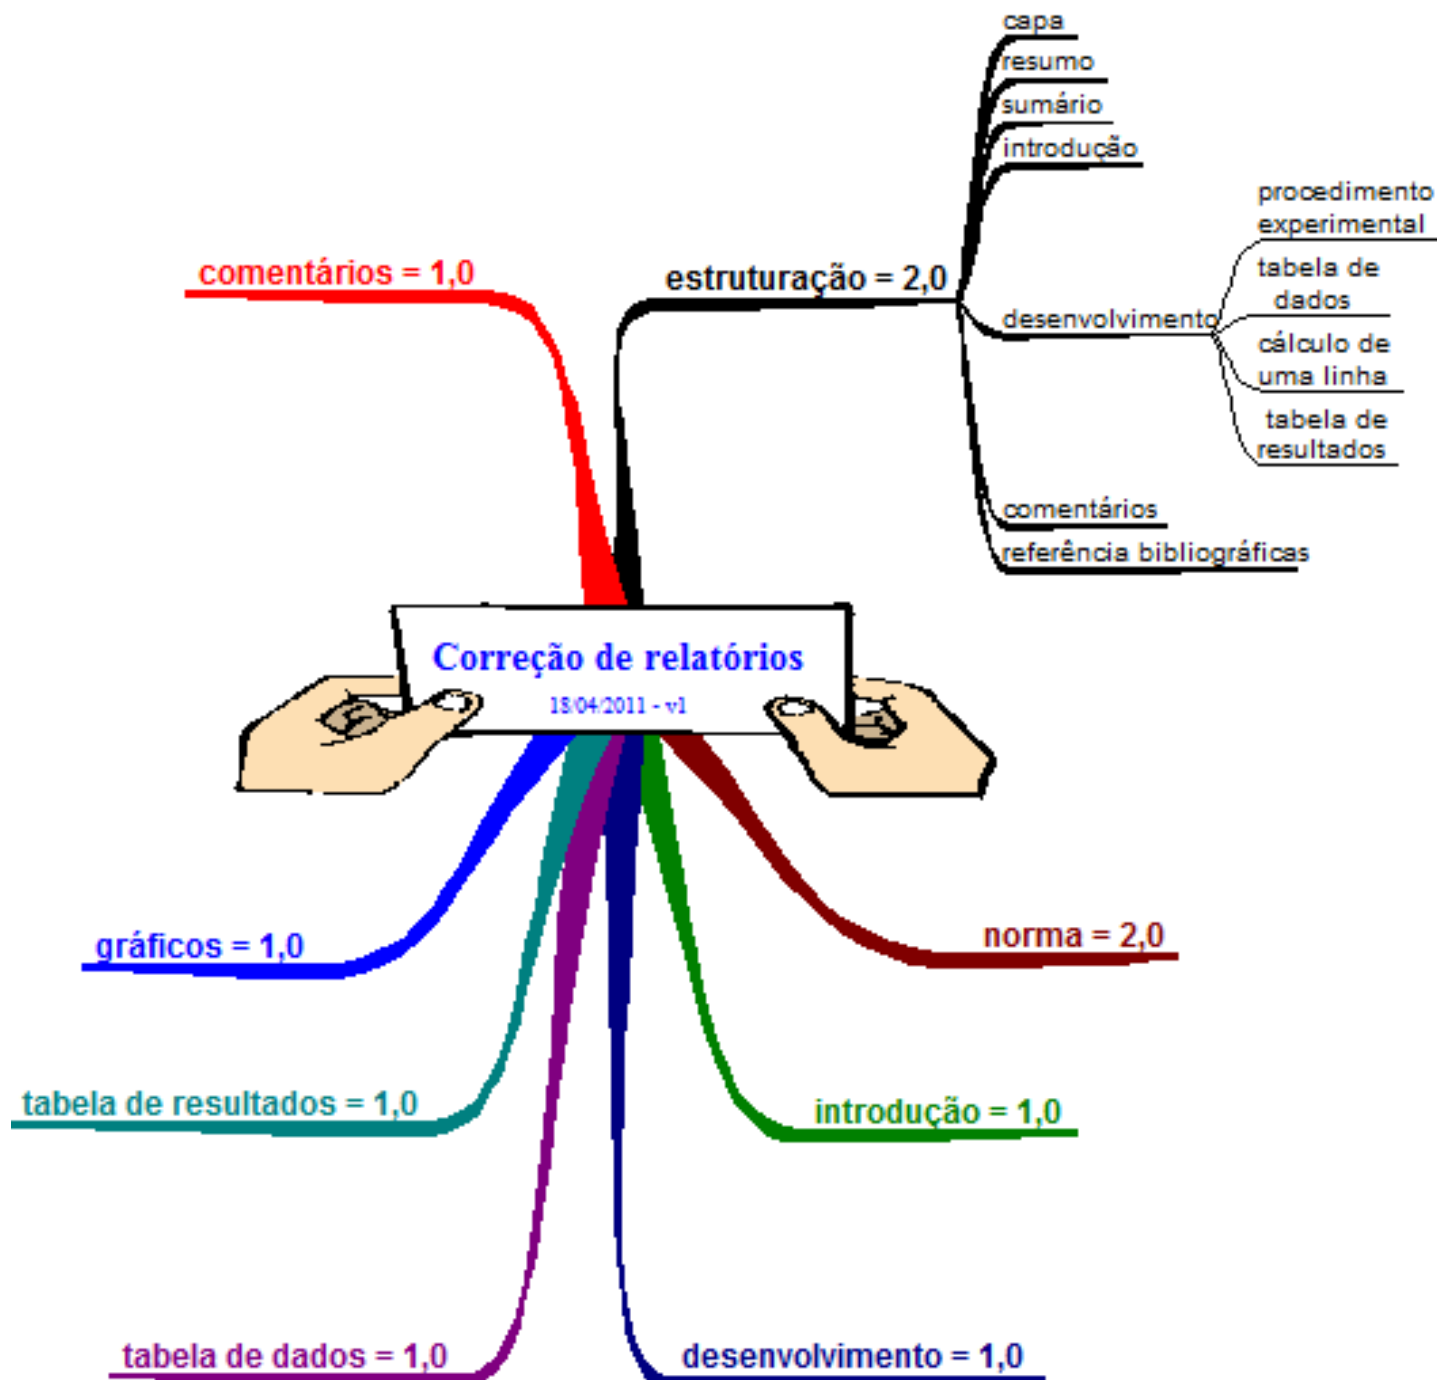 capa
resumo
sumário
introdução
procedimento
experimental
comentários = 1,0
estruturação = 2,0
tabela de
dados
desenvolvimento
cálculo de
uma linha
tabela de
resultados
comentários
referência bibliográficas
Correção de relatórios
18/04/2011 - v1
gráficos = 1,0
norma = 2,0
tabela de resultados = 1,0
introdução = 1,0
tabela de dados = 1,0
desenvolvimento = 1,0